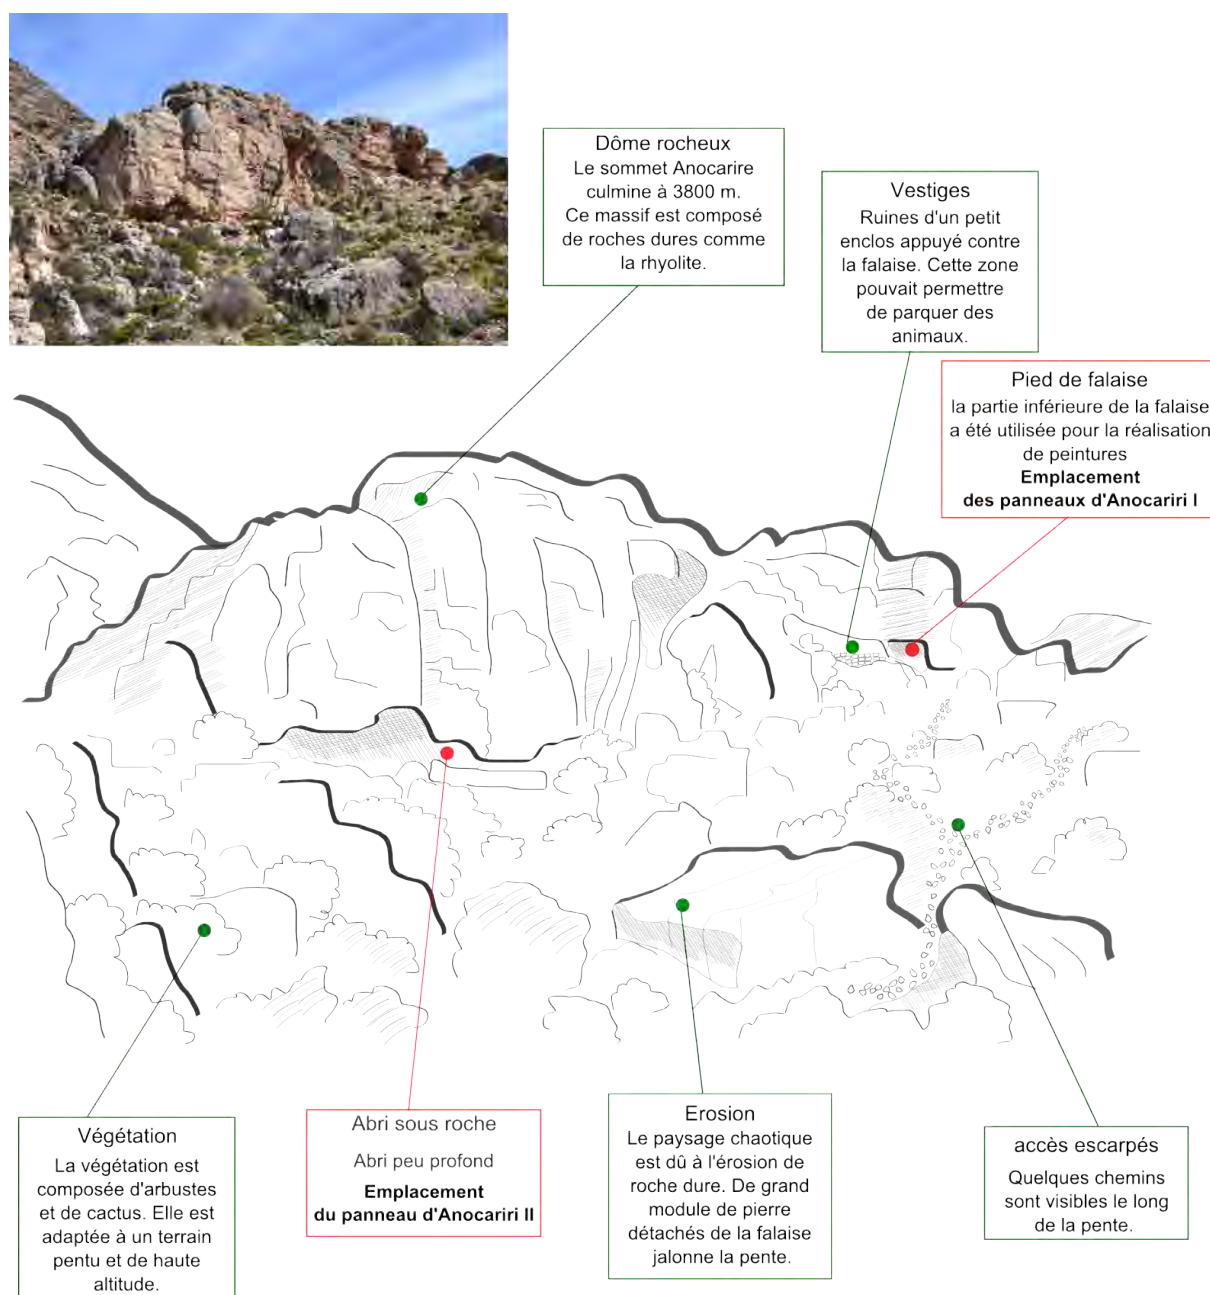 Dôme rocheux
Le sommet Anocarire
culmine à 3800 m.
Ce massif est composé
de roches dures comme
la rhyolite.
Vestiges
Ruines d'un petit
enclos appuyé contre
la falaise. Cette zone
pouvait permettre
de parquer des
animaux.
Pied de falaise
la partie inférieure de la falaise
a été utilisée pour la réalisation
de peintures
Emplacement
des panneaux d'Anocariri I
Végétation
La végétation est
composée d'arbustes
et de cactus. Elle est
adaptée à un terrain
pentu et de haute
altitude.
Abri sous roche
Abri peu profond
Emplacement
du panneau d'Anocariri II
Erosion
Le paysage chaotique
est dû à l'érosion de
roche dure. De grand
module de pierre
détachés de la falaise
jalonne la pente.
accès escarpés
Quelques chemins
sont visibles le long
de la pente.